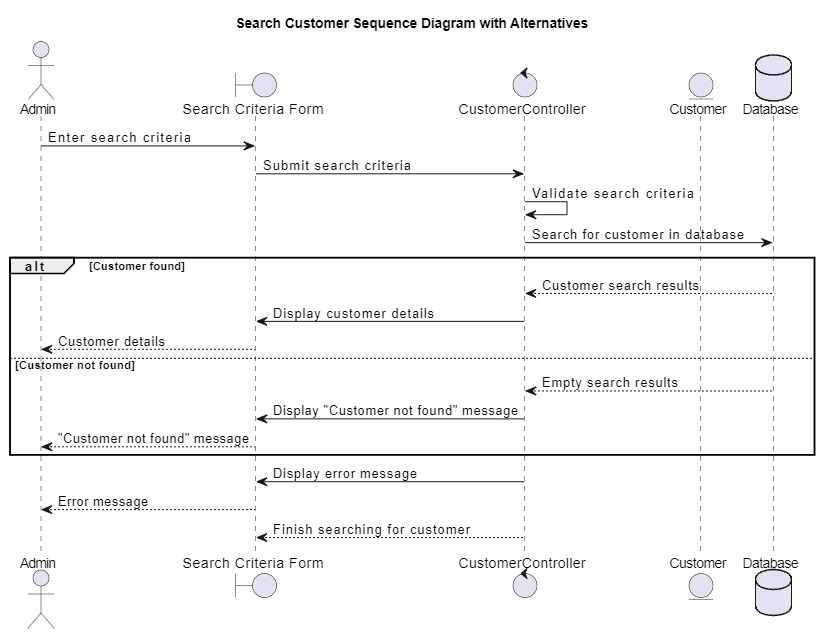 Search Customer Sequence Diagram with Alternatives
Admin
Search Criteria Form
CustomerController
Customer
Database
Enter search criteria
Submit search criteria
Validate search criteria
Search for customer in database
alt
[Customer found]
Customer search results
Display customer details
Customer details
[Customer not found]
Empty search results
Display "Customer not found" message
"Customer not found" message
Display error message
Error message
Finish searching for customer
Admin
Search Criteria Form
CustomerController
Customer
Database